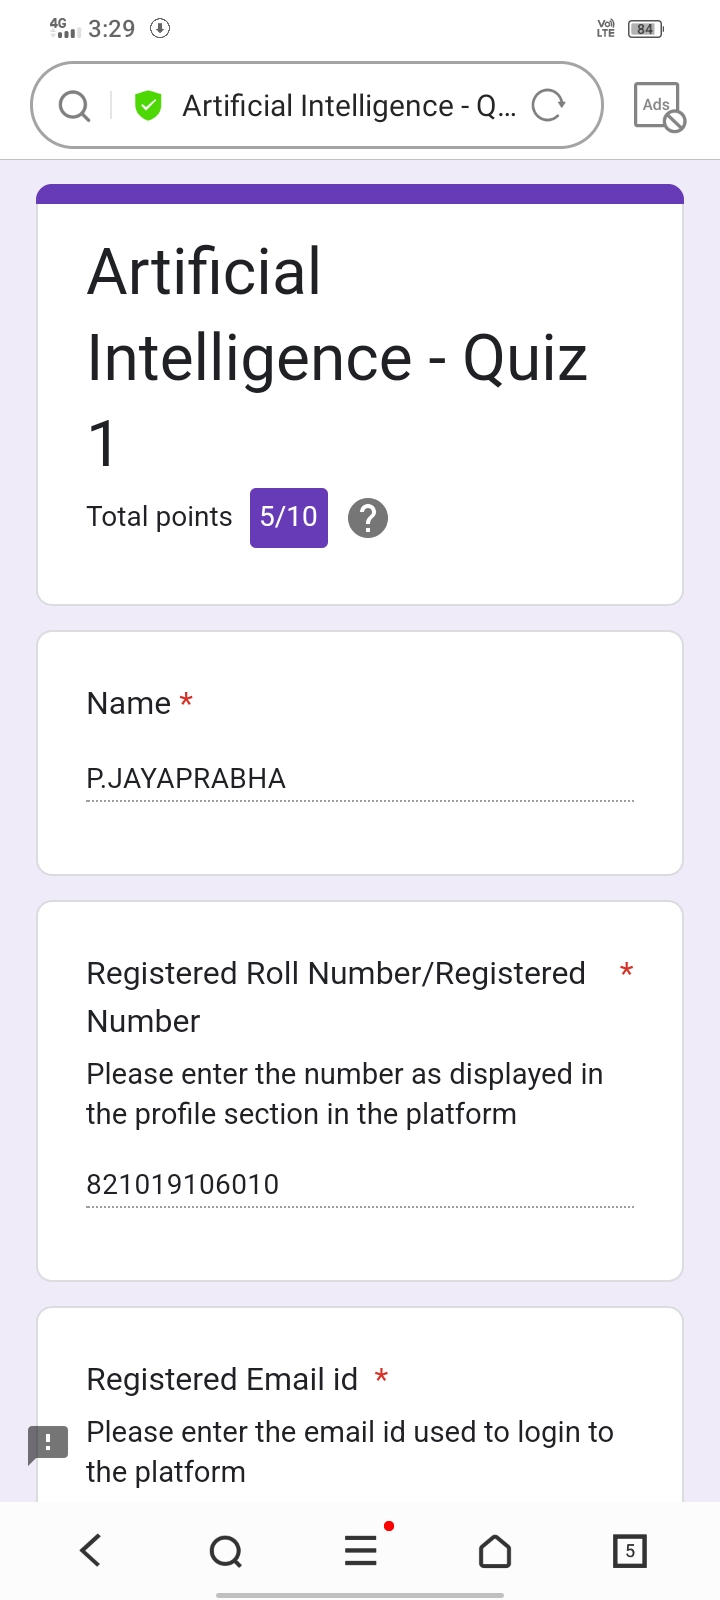 4G 3:29 Vo) LTE 84
Artificial Intelligence - Q... Ads
Artificial
Intelligence - Quiz
1
Total points 5/10 ?
Name *
P.JAYAPRABHA
Registered Roll Number/Registered *
Number
Please enter the number as displayed in
the profile section in the platform
821019106010
Registered Email id *
Please enter the email id used to login to
the platform
5